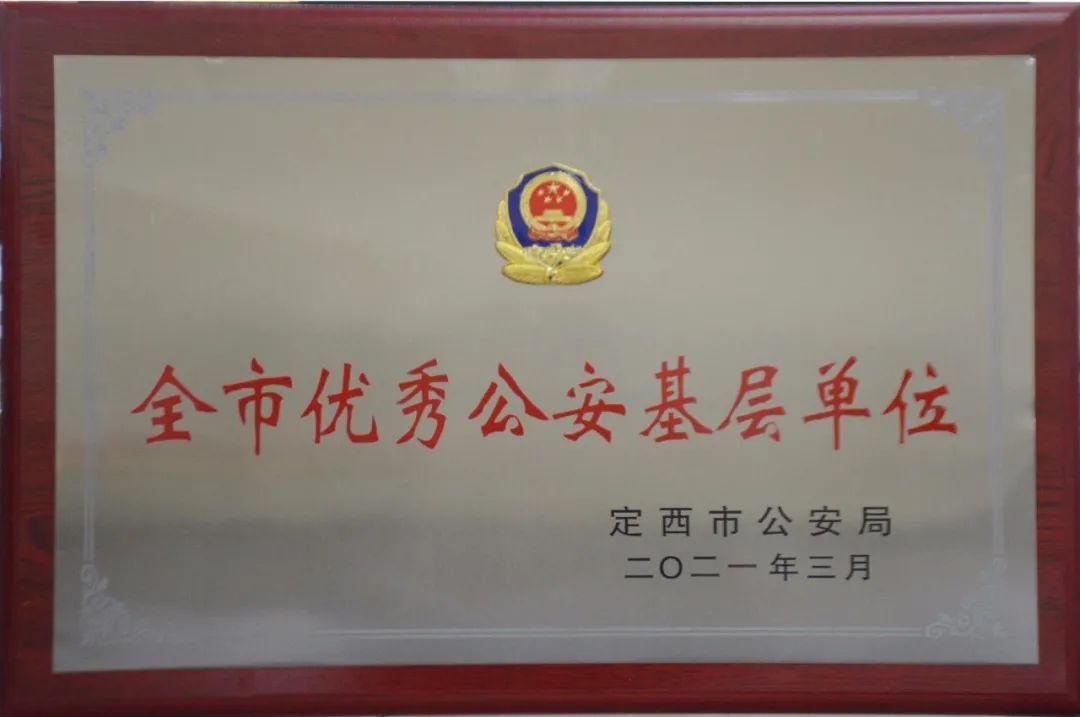 全市优秀公安基层单位
定西市公安局
二〇二一年三月